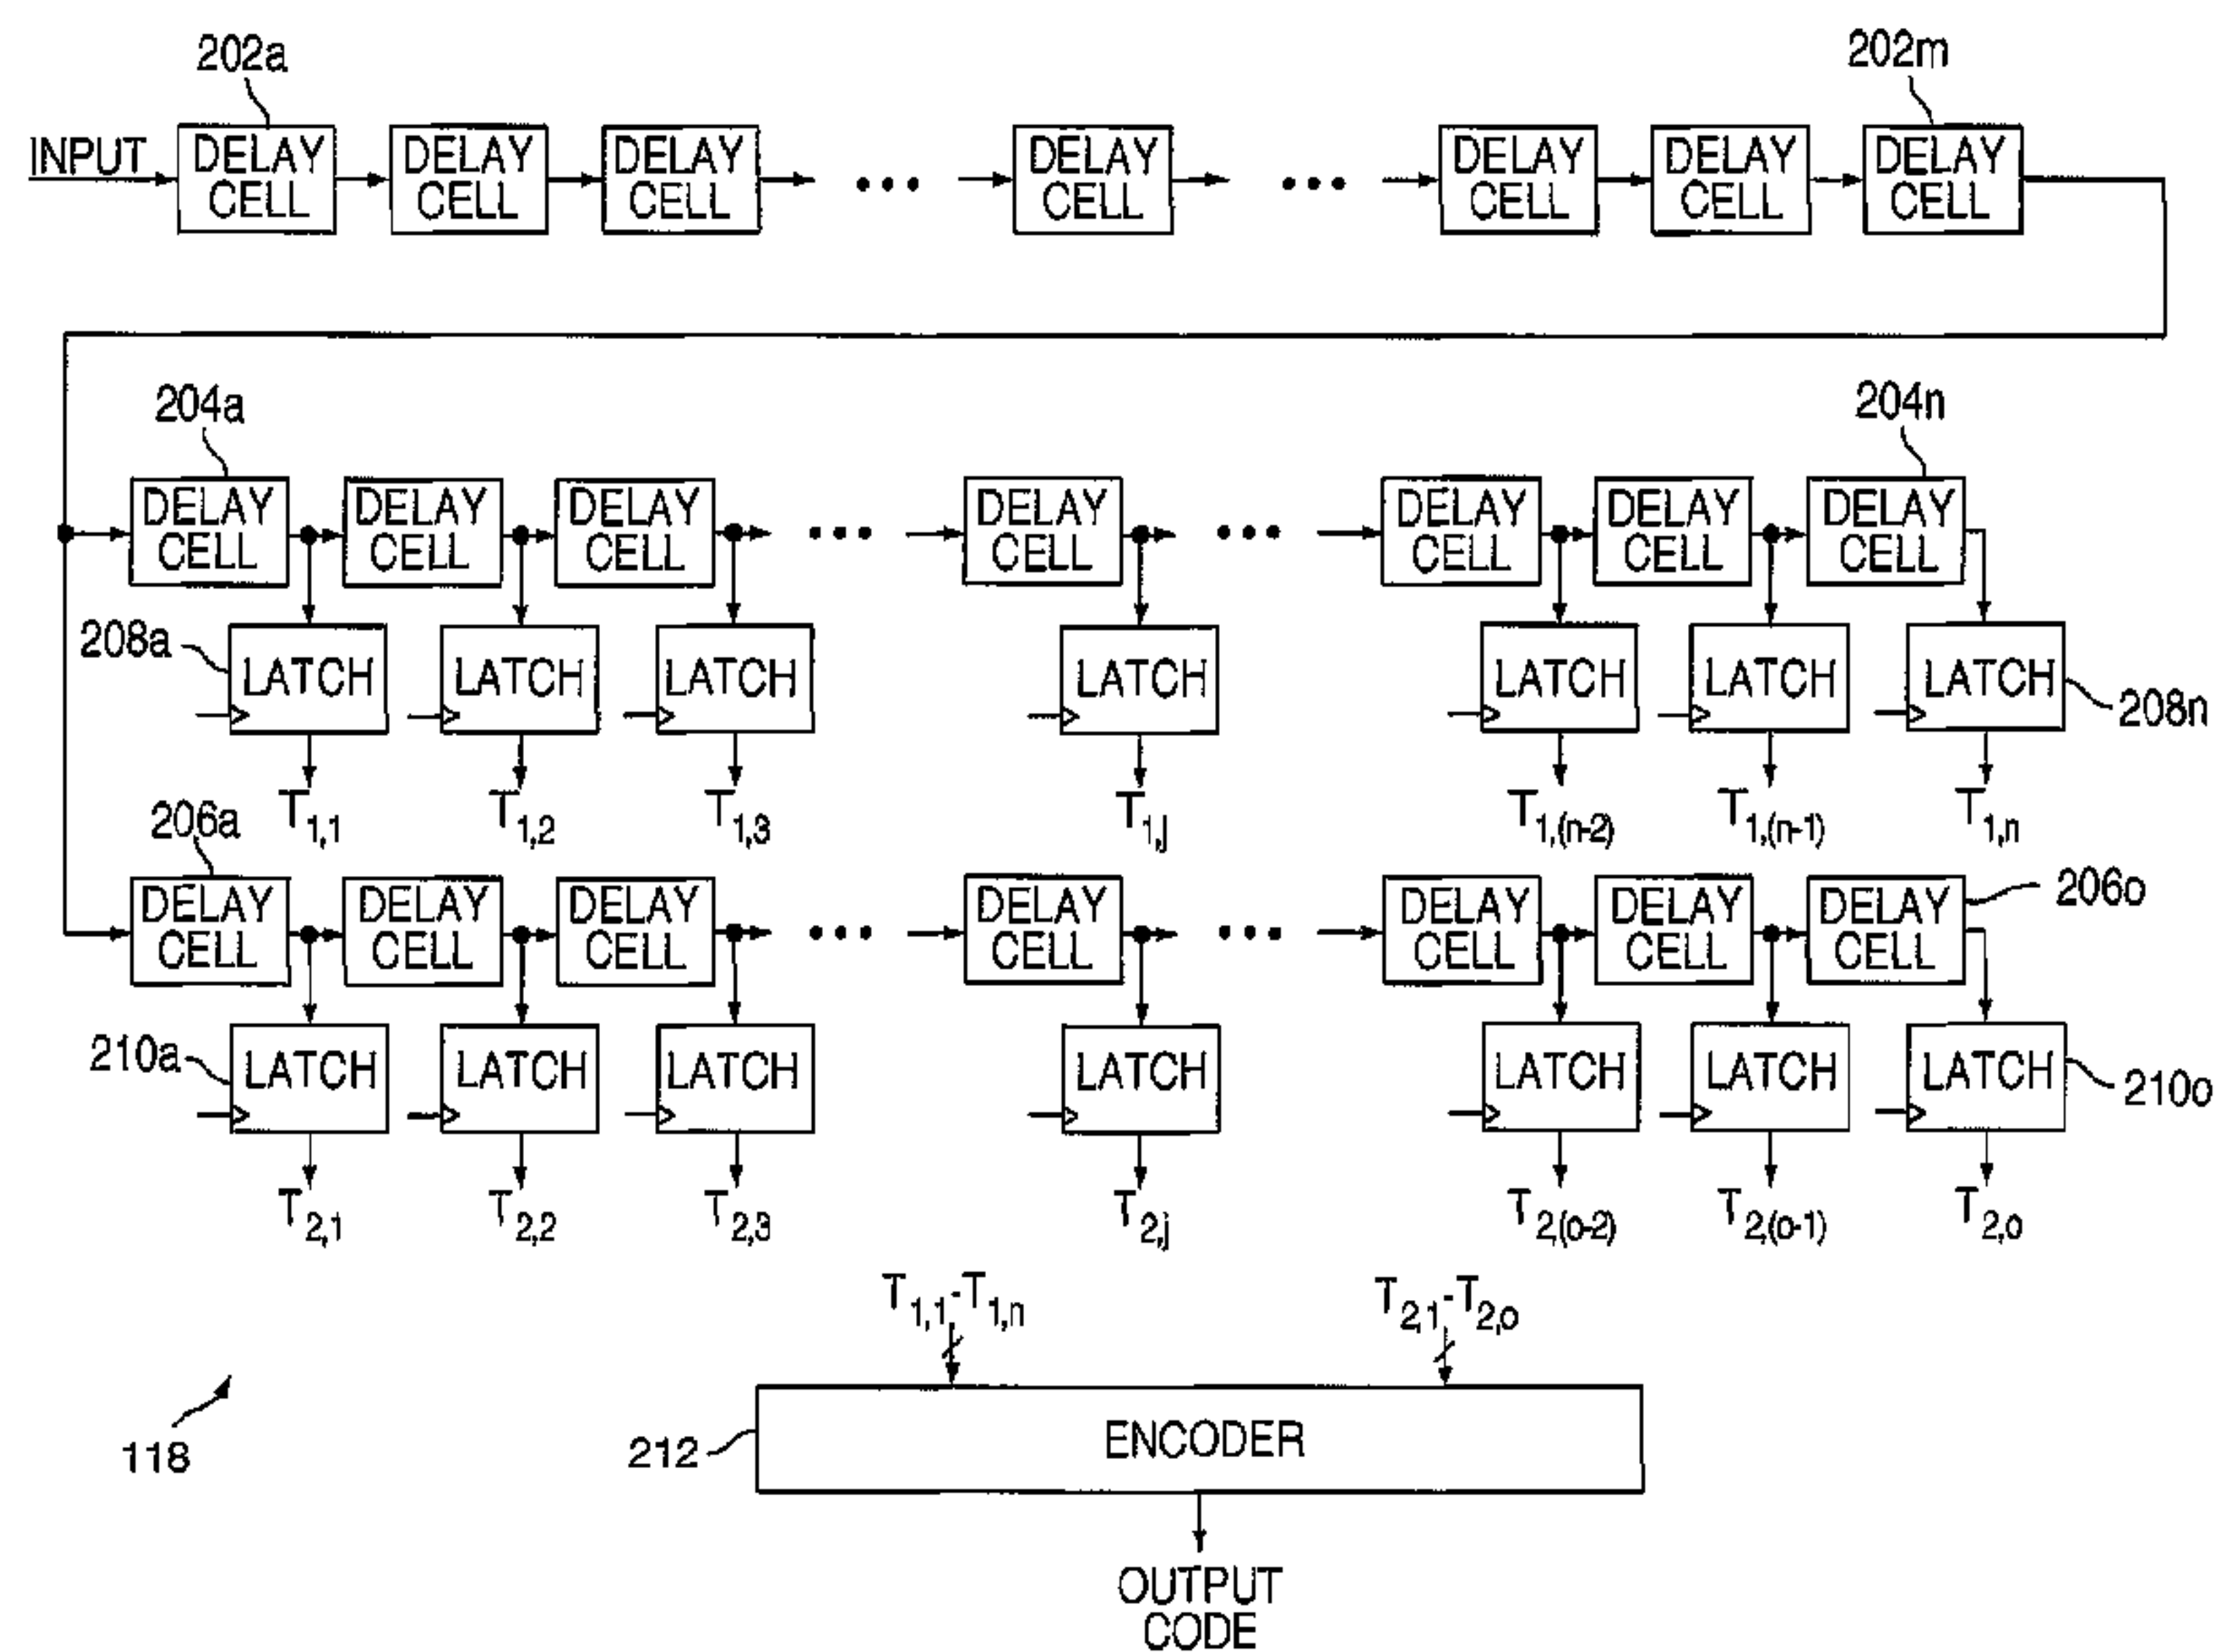 202a
202m
INPUT
DELAY CELL
DELAY CELL
DELAY CELL
DELAY CELL
DELAY CELL
DELAY CELL
DELAY CELL
204a
204n
DELAY CELL
DELAY CELL
DELAY CELL
DELAY CELL
DELAY CELL
DELAY CELL
DELAY CELL
208a
LATCH
LATCH
LATCH
LATCH
LATCH
LATCH
LATCH
208n
T1,1
T1,2
T1,3
T1,j
T1,(n-2)
T1,(n-1)
T1,n
206a
DELAY CELL
DELAY CELL
DELAY CELL
DELAY CELL
DELAY CELL
DELAY CELL
DELAY CELL
206o
210a
LATCH
LATCH
LATCH
LATCH
LATCH
LATCH
LATCH
210o
T2,1
T2,2
T2,3
T2,j
T2,(o-2)
T2,(o-1)
T2,o
T1,1-T1,n
T2,1-T2,o
118
212
ENCODER
OUTPUT
CODE